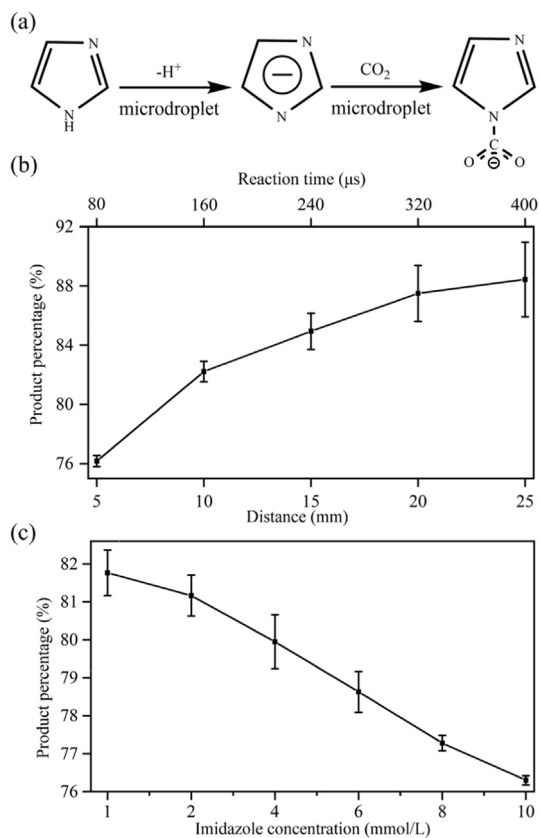 (a)
N
N
H
-H⁺
microdroplet
N
−
N
CO₂
microdroplet
N
N
C
O O
⊖
(b)
Reaction time (μs)
80 160 240 320 400
Product percentage (%)
92
88
84
80
76
5 10 15 20 25
Distance (mm)
(c)
Product percentage (%)
82
81
80
79
78
77
76
1 2 4 6 8 10
Imidazole concentration (mmol/L)